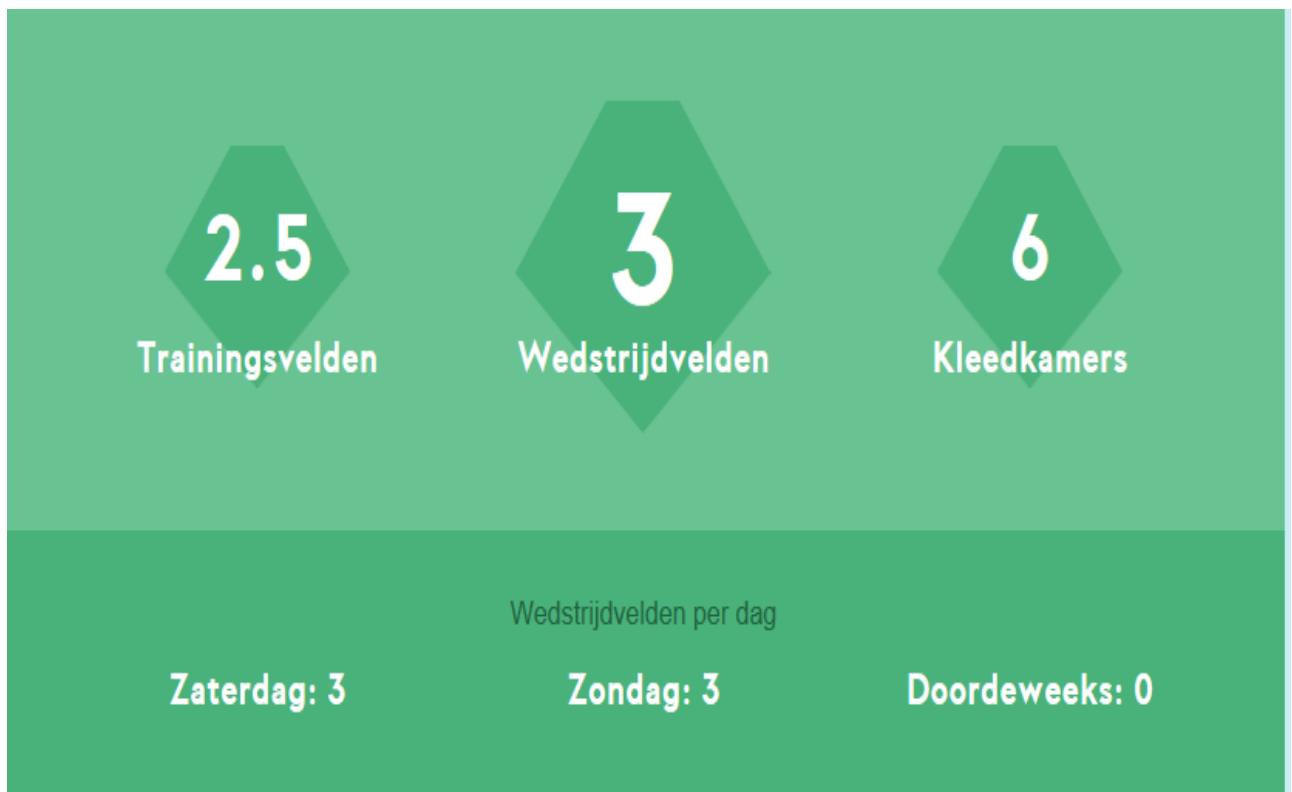 2.5
3
6
Trainingsvelden
Wedstrijdvelden
Kleedkamers
Wedstrijdvelden per dag
Zaterdag: 3
Zondag: 3
Doordeweeks: 0